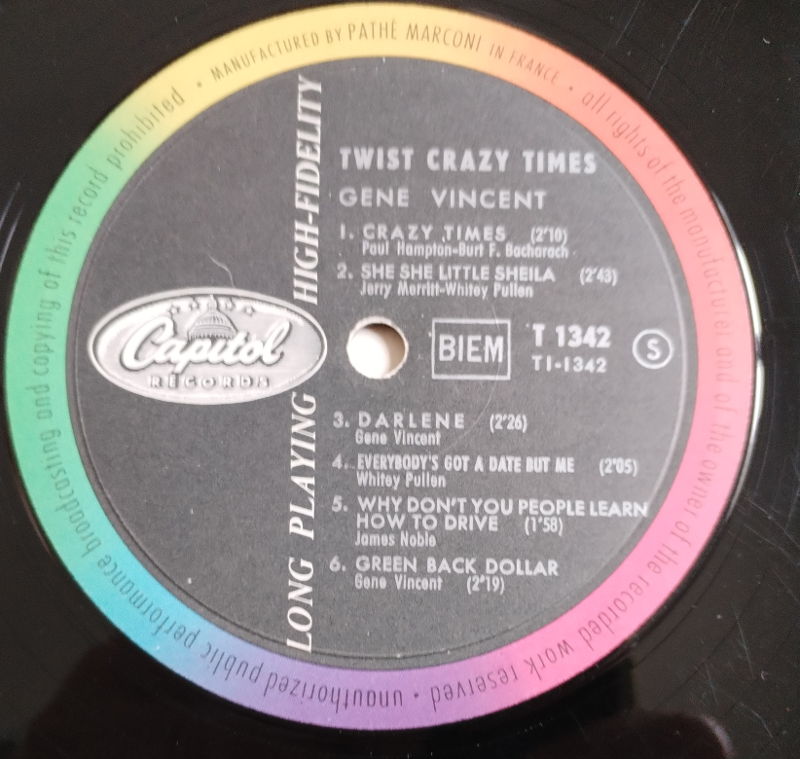 • MANUFACTURED BY PATHÉ MARCONI IN FRANCE • all rights of the manufacturer and of the owner of the recorded work reserved • unauthorized public performance broadcasting and copying of this record prohibited
LONG PLAYING HIGH-FIDELITY
TWIST CRAZY TIMES
GENE VINCENT
1. CRAZY TIMES (2'10)
Paul Hampton-Burt F. Bacharach
2. SHE SHE LITTLE SHEILA (2'43)
Jerry Merritt-Whitey Pullen
Capitol
RECORDS
BIEM
T 1342
T1-1342
S
3. DARLENE (2'26)
Gene Vincent
4. EVERYBODY'S GOT A DATE BUT ME (2'05)
Whitey Pullen
5. WHY DON'T YOU PEOPLE LEARN
HOW TO DRIVE (1'58)
James Noble
6. GREEN BACK DOLLAR
Gene Vincent (2'19)